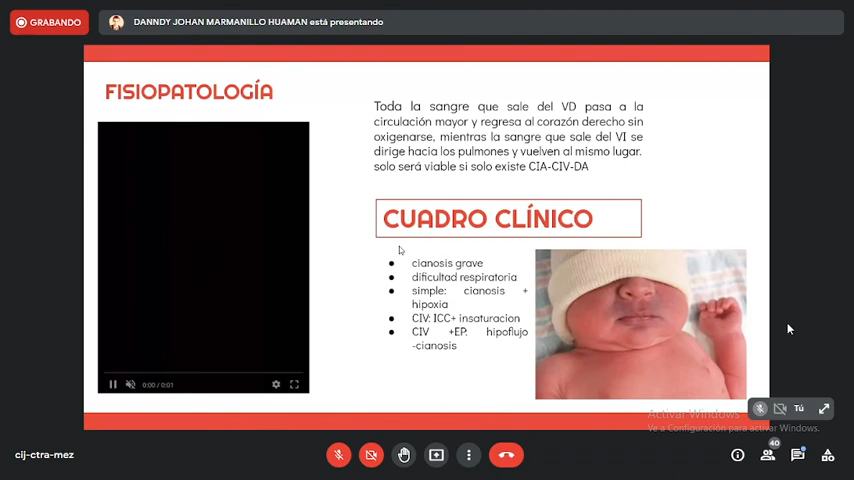 GRABANDO
DANNDY JOHAN MARMANILLO HUAMAN está presentando
FISIOPATOLOGÍA
Toda la sangre que sale del VD pasa a la
circulación mayor y regresa al corazón derecho sin
oxigenarse, mientras la sangre que sale del VI se
dirige hacia los pulmones y vuelven al mismo lugar.
solo será viable si solo existe CIA-CIV-DA
CUADRO CLÍNICO
● cianosis grave
● dificultad respiratoria
● simple: cianosis +
hipoxia
● CIV: ICC+ insaturacion
● CIV +EP: hipoflujo
-cianosis
0:00 / 0:01
Tú
Activar Windows
Ve a Configuración para activar Windows.
cij-ctra-mez
40